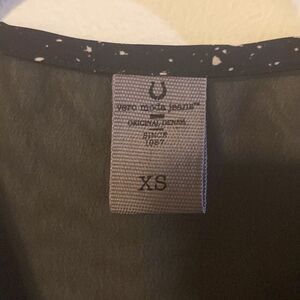 vero moda jeans™
ORIGINAL DENIM
SINCE
1987
XS